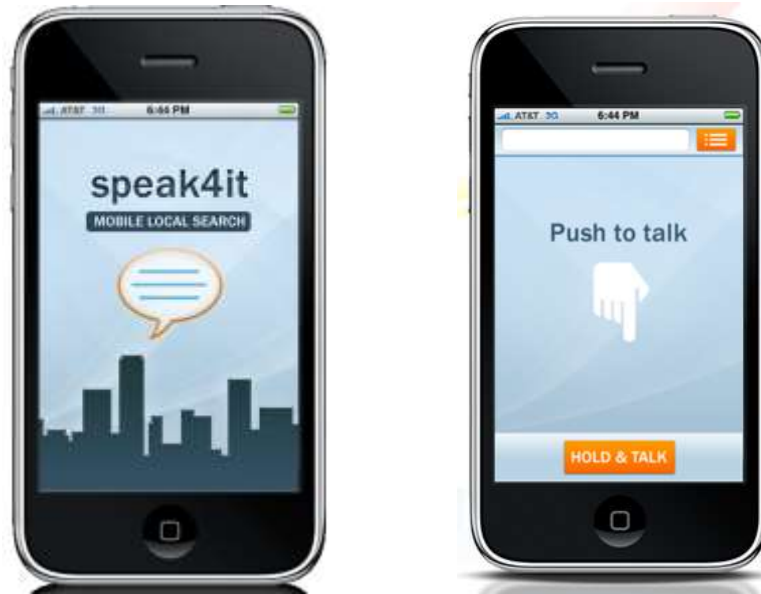 AT&T 3G 6:44 PM
speak4it
MOBILE LOCAL SEARCH
AT&T 3G 6:44 PM
Push to talk
HOLD & TALK